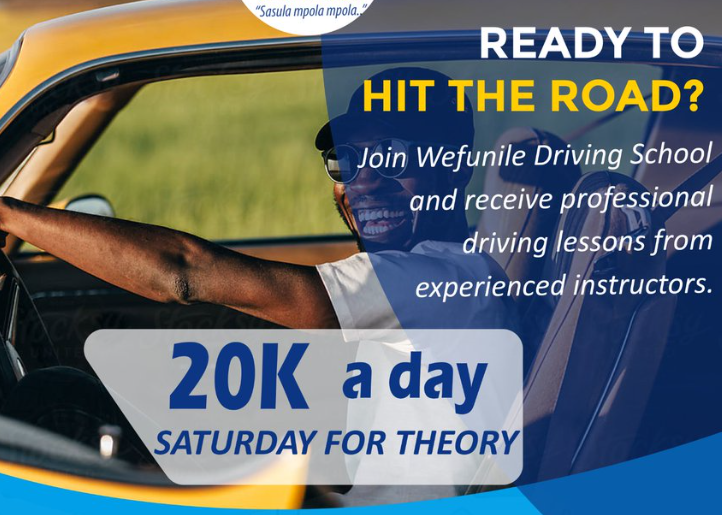 "Sasula mpola mpola.."
READY TO
HIT THE ROAD?
Join Wefunile Driving School
and receive professional
driving lessons from
experienced instructors.
20K a day
SATURDAY FOR THEORY